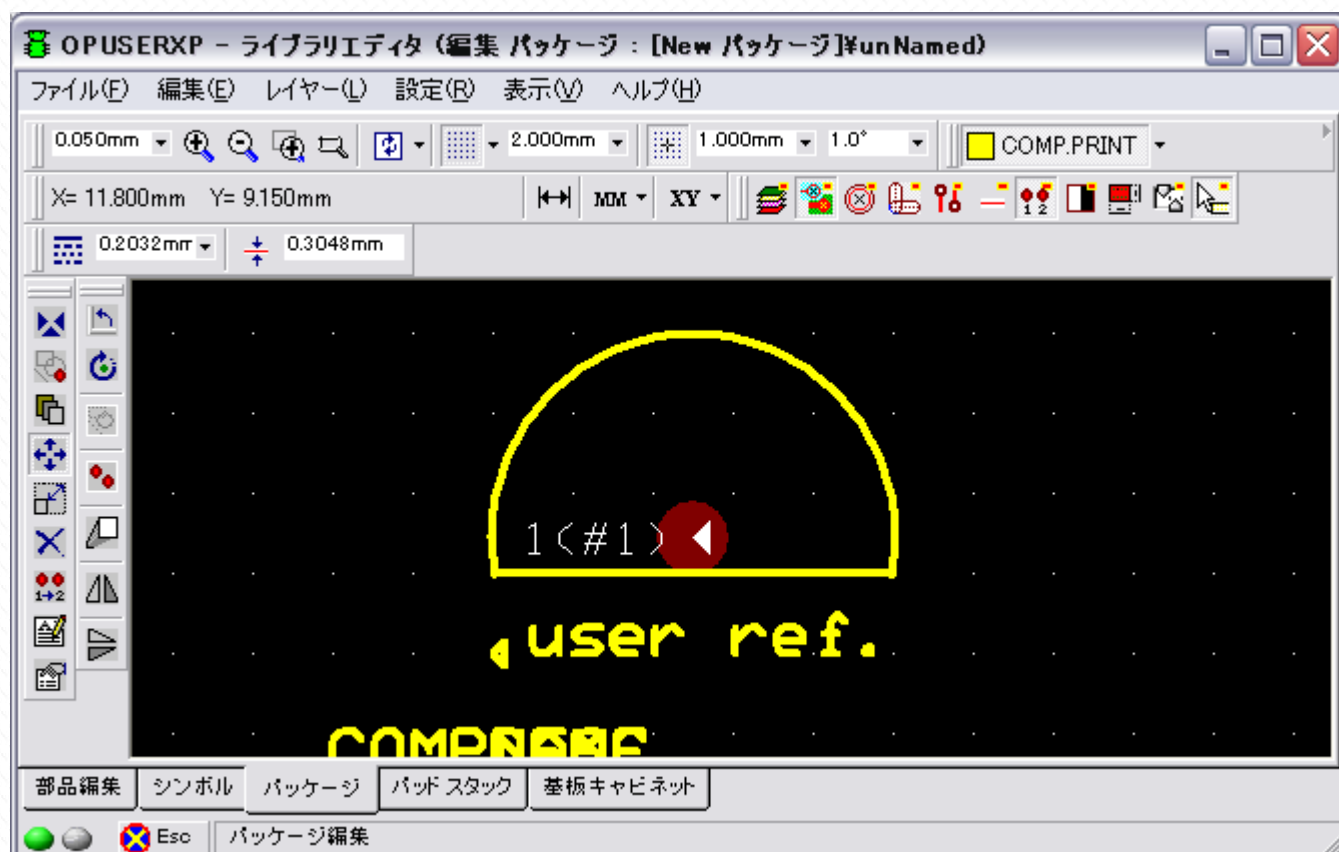 OPUSERXP - ライブラリエディタ (編集 パッケージ : [New パッケージ]¥unNamed)
ファイル(F) 編集(E) レイヤー(L) 設定(R) 表示(V) ヘルプ(H)
0.050mm 2.000mm 1.000mm 1.0° COMP.PRINT
X= 11.800mm Y= 9.150mm MM XY
0.2032mm 0.3048mm
1(#1)
user ref.
部品編集 シンボル パッケージ パッド スタック 基板キャビネット
Esc パッケージ編集